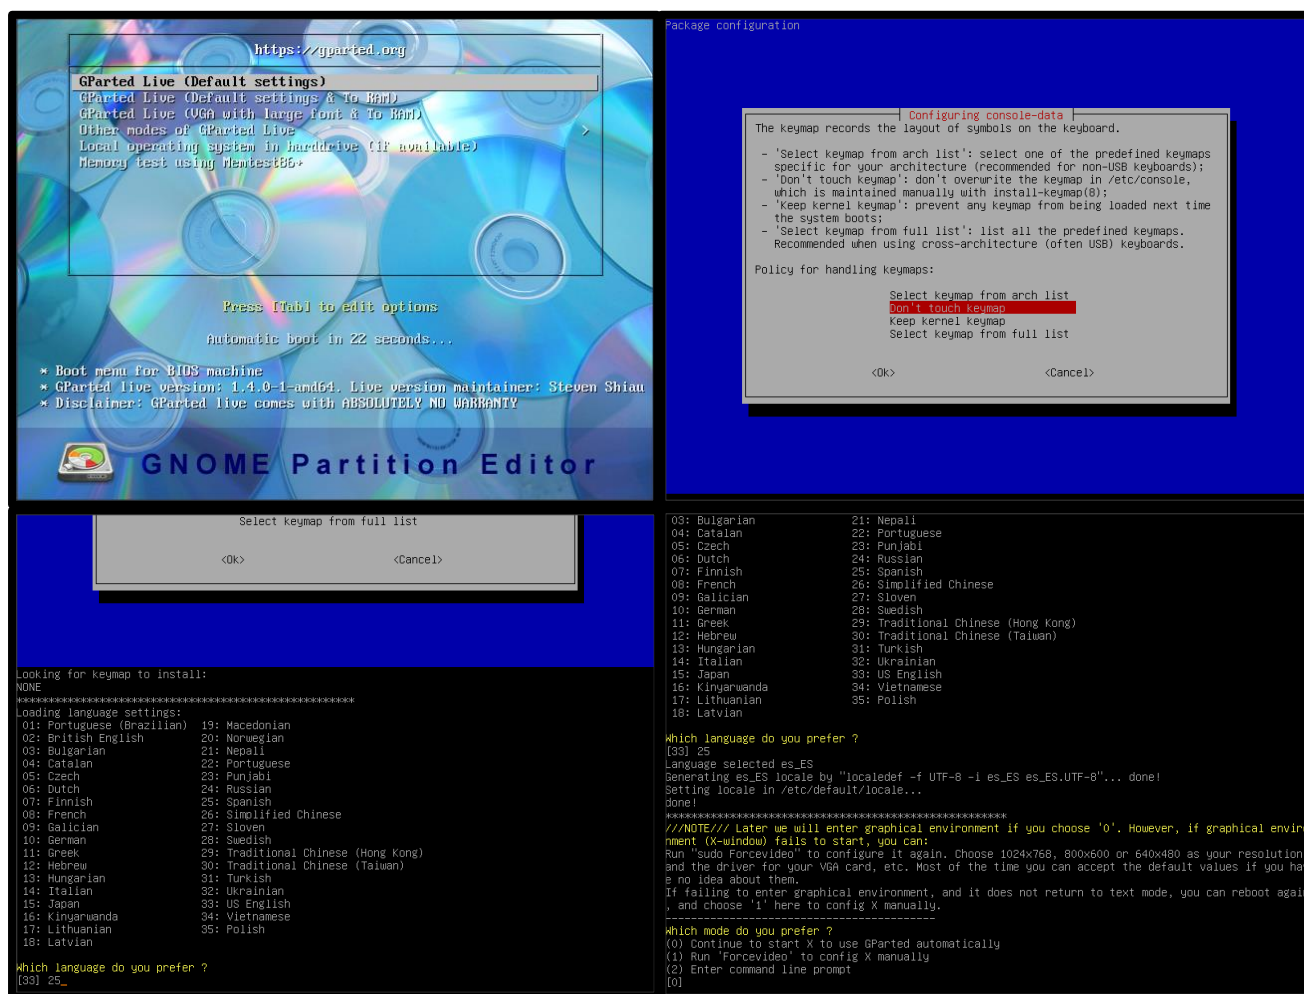 https://gparted.org
GParted Live (Default settings)
GParted Live (Default settings & To RAM)
GParted Live (VGA with large font & To RAM)
Other modes of GParted Live >
Local operating system in harddrive (if available)
Memory test using Memtest86+
Press [Tab] to edit options
Automatic boot in 22 seconds...
* Boot menu for BIOS machine
* GParted live version: 1.4.0-1-amd64. Live version maintainer: Steven Shiau
* Disclaimer: GParted live comes with ABSOLUTELY NO WARRANTY
GNOME Partition Editor
Package configuration
Configuring console-data
The keymap records the layout of symbols on the keyboard.
- 'Select keymap from arch list': select one of the predefined keymaps
specific for your architecture (recommended for non-USB keyboards);
- 'Don't touch keymap': don't overwrite the keymap in /etc/console,
which is maintained manually with install-keymap(8);
- 'Keep kernel keymap': prevent any keymap from being loaded next time
the system boots;
- 'Select keymap from full list': list all the predefined keymaps.
Recommended when using cross-architecture (often USB) keyboards.
Policy for handling keymaps:
Select keymap from arch list
Don't touch keymap
Keep kernel keymap
Select keymap from full list
<Ok> <Cancel>
Select keymap from full list
<Ok> <Cancel>
Looking for keymap to install:
NONE
*****************************************************
Loading language settings:
01: Portuguese (Brazilian) 19: Macedonian
02: British English 20: Norwegian
03: Bulgarian 21: Nepali
04: Catalan 22: Portuguese
05: Czech 23: Punjabi
06: Dutch 24: Russian
07: Finnish 25: Spanish
08: French 26: Simplified Chinese
09: Galician 27: Sloven
10: German 28: Swedish
11: Greek 29: Traditional Chinese (Hong Kong)
12: Hebrew 30: Traditional Chinese (Taiwan)
13: Hungarian 31: Turkish
14: Italian 32: Ukrainian
15: Japan 33: US English
16: Kinyarwanda 34: Vietnamese
17: Lithuanian 35: Polish
18: Latvian
Which language do you prefer ?
[33] 25_
03: Bulgarian 21: Nepali
04: Catalan 22: Portuguese
05: Czech 23: Punjabi
06: Dutch 24: Russian
07: Finnish 25: Spanish
08: French 26: Simplified Chinese
09: Galician 27: Sloven
10: German 28: Swedish
11: Greek 29: Traditional Chinese (Hong Kong)
12: Hebrew 30: Traditional Chinese (Taiwan)
13: Hungarian 31: Turkish
14: Italian 32: Ukrainian
15: Japan 33: US English
16: Kinyarwanda 34: Vietnamese
17: Lithuanian 35: Polish
18: Latvian
Which language do you prefer ?
[33] 25
Language selected es_ES
Generating es_ES locale by "localedef -f UTF-8 -i es_ES es_ES.UTF-8"... done!
Setting locale in /etc/default/locale...
done!
*****************************************************
///NOTE/// Later we will enter graphical environment if you choose '0'. However, if graphical enviro
nment (X-window) fails to start, you can:
Run "sudo Forcevideo" to configure it again. Choose 1024x768, 800x600 or 640x480 as your resolution
and the driver for your VGA card, etc. Most of the time you can accept the default values if you hav
e no idea about them.
If failing to enter graphical environment, and it does not return to text mode, you can reboot again
, and choose '1' here to config X manually.
------------------------------------------
Which mode do you prefer ?
(0) Continue to start X to use GParted automatically
(1) Run 'Forcevideo' to config X manually
(2) Enter command line prompt
[0]